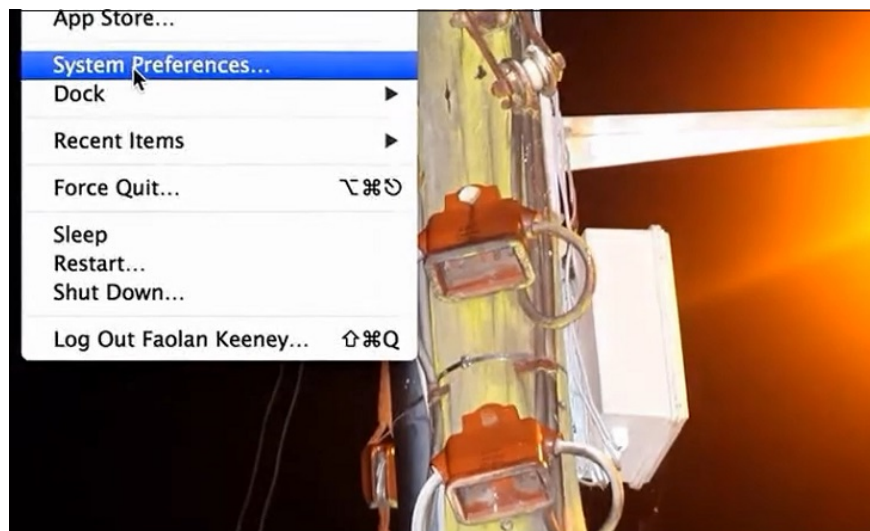 App Store...
System Preferences...
Dock
Recent Items
Force Quit... ⌥⌘⎋
Sleep
Restart...
Shut Down...
Log Out Faolan Keeney... ⇧⌘Q